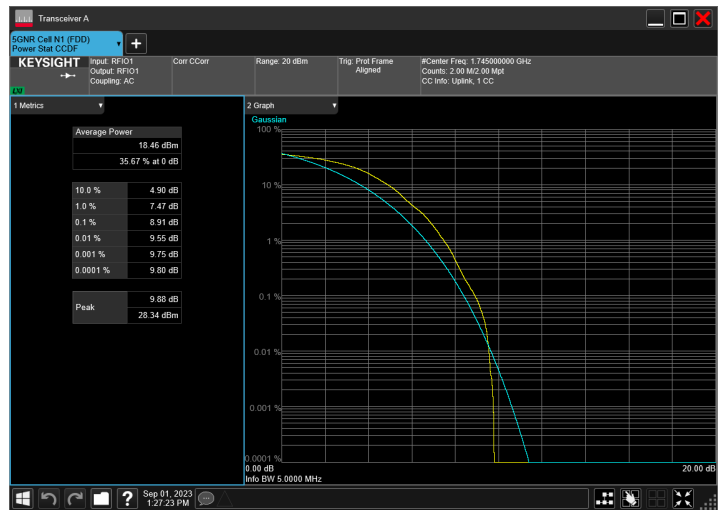 Transceiver A
5GNR Cell N1 (FDD)
Power Stat CCDF
KEYSIGHT
Input: RFIO1
Output: RFIO1
Coupling: AC
Corr CCorr
Range: 20 dBm
Trig: Prot Frame
Aligned
#Center Freq: 1.745000000 GHz
Counts: 2.00 M/2.00 Mpt
CC Info: Uplink, 1 CC
LXI
1 Metrics
Average Power
18.46 dBm
35.67 % at 0 dB
10.0 % 4.90 dB
1.0 % 7.47 dB
0.1 % 8.91 dB
0.01 % 9.55 dB
0.001 % 9.75 dB
0.0001 % 9.80 dB
Peak
9.88 dB
28.34 dBm
2 Graph
Gaussian
100 %
10 %
1 %
0.1 %
0.01 %
0.001 %
0.0001 %
0.00 dB
20.00 dB
Info BW 5.0000 MHz
?
Sep 01, 2023
1:27:23 PM